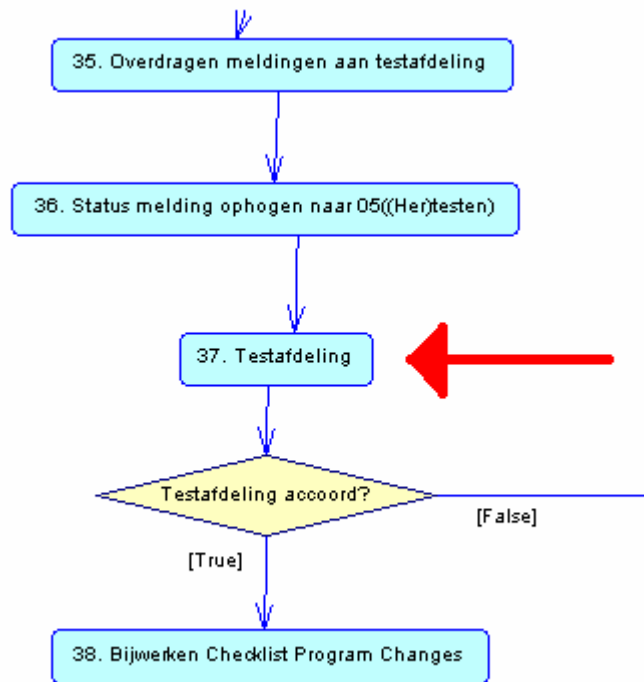 35. Overdragen meldingen aan testafdeling
36. Status melding ophogen naar 05((Her)testen)
37. Testafdeling
Testafdeling accoord?
[False]
[True]
38. Bijwerken Checklist Program Changes